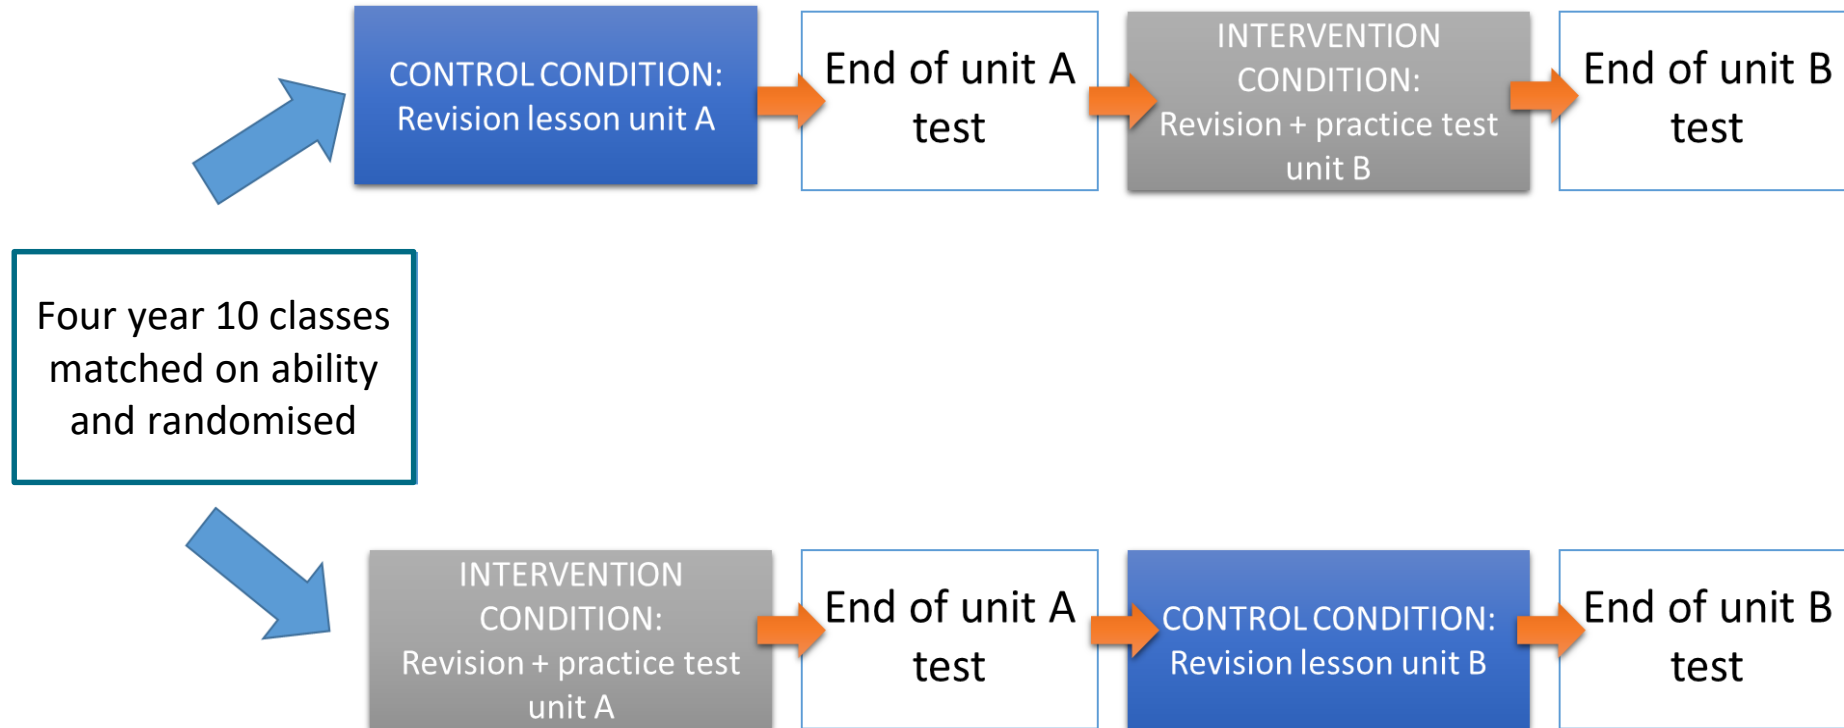 CONTROL CONDITION:
Revision lesson unit A
End of unit A
test
INTERVENTION
CONDITION:
Revision + practice test
unit B
End of unit B
test
Four year 10 classes
matched on ability
and randomised
INTERVENTION
CONDITION:
Revision + practice test
unit A
End of unit A
test
CONTROL CONDITION:
Revision lesson unit B
End of unit B
test